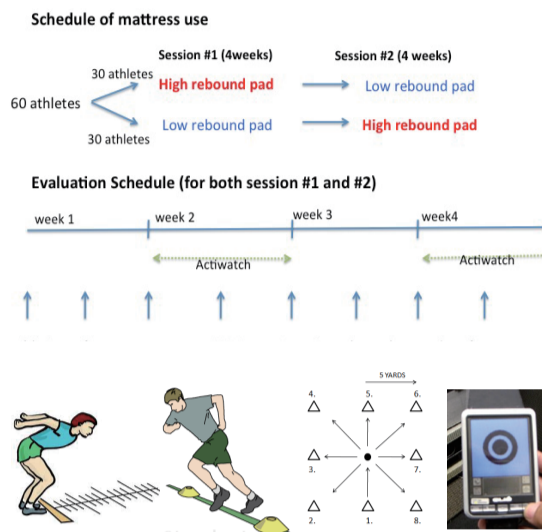 Schedule of mattress use
Session #1 (4weeks) Session #2 (4 weeks)
30 athletes High rebound pad Low rebound pad
60 athletes
30 athletes Low rebound pad High rebound pad
Evaluation Schedule (for both session #1 and #2)
week 1 week 2 week 3 week4
Actiwatch Actiwatch
5 YARDS
4. 5. 6.
3. 7.
2. 1. 8.